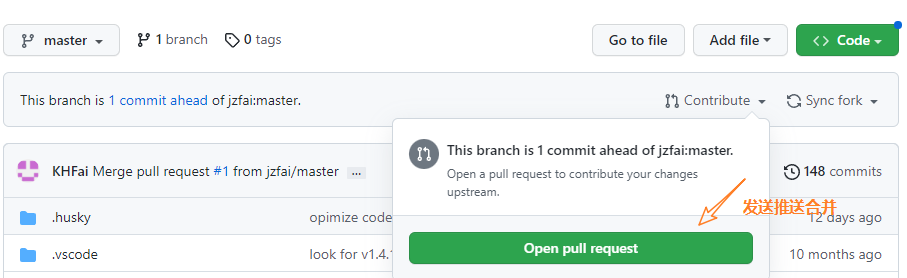 master 1 branch 0 tags Go to file Add file Code
This branch is 1 commit ahead of jzfai:master. Contribute Sync fork
This branch is 1 commit ahead of jzfai:master.
Open a pull request to contribute your changes
upstream.
KHFai Merge pull request #1 from jzfai/master ... 148 commits
发送推送合并
.husky opimize code 12 days ago
Open pull request
.vscode look for v1.4. 10 months ago